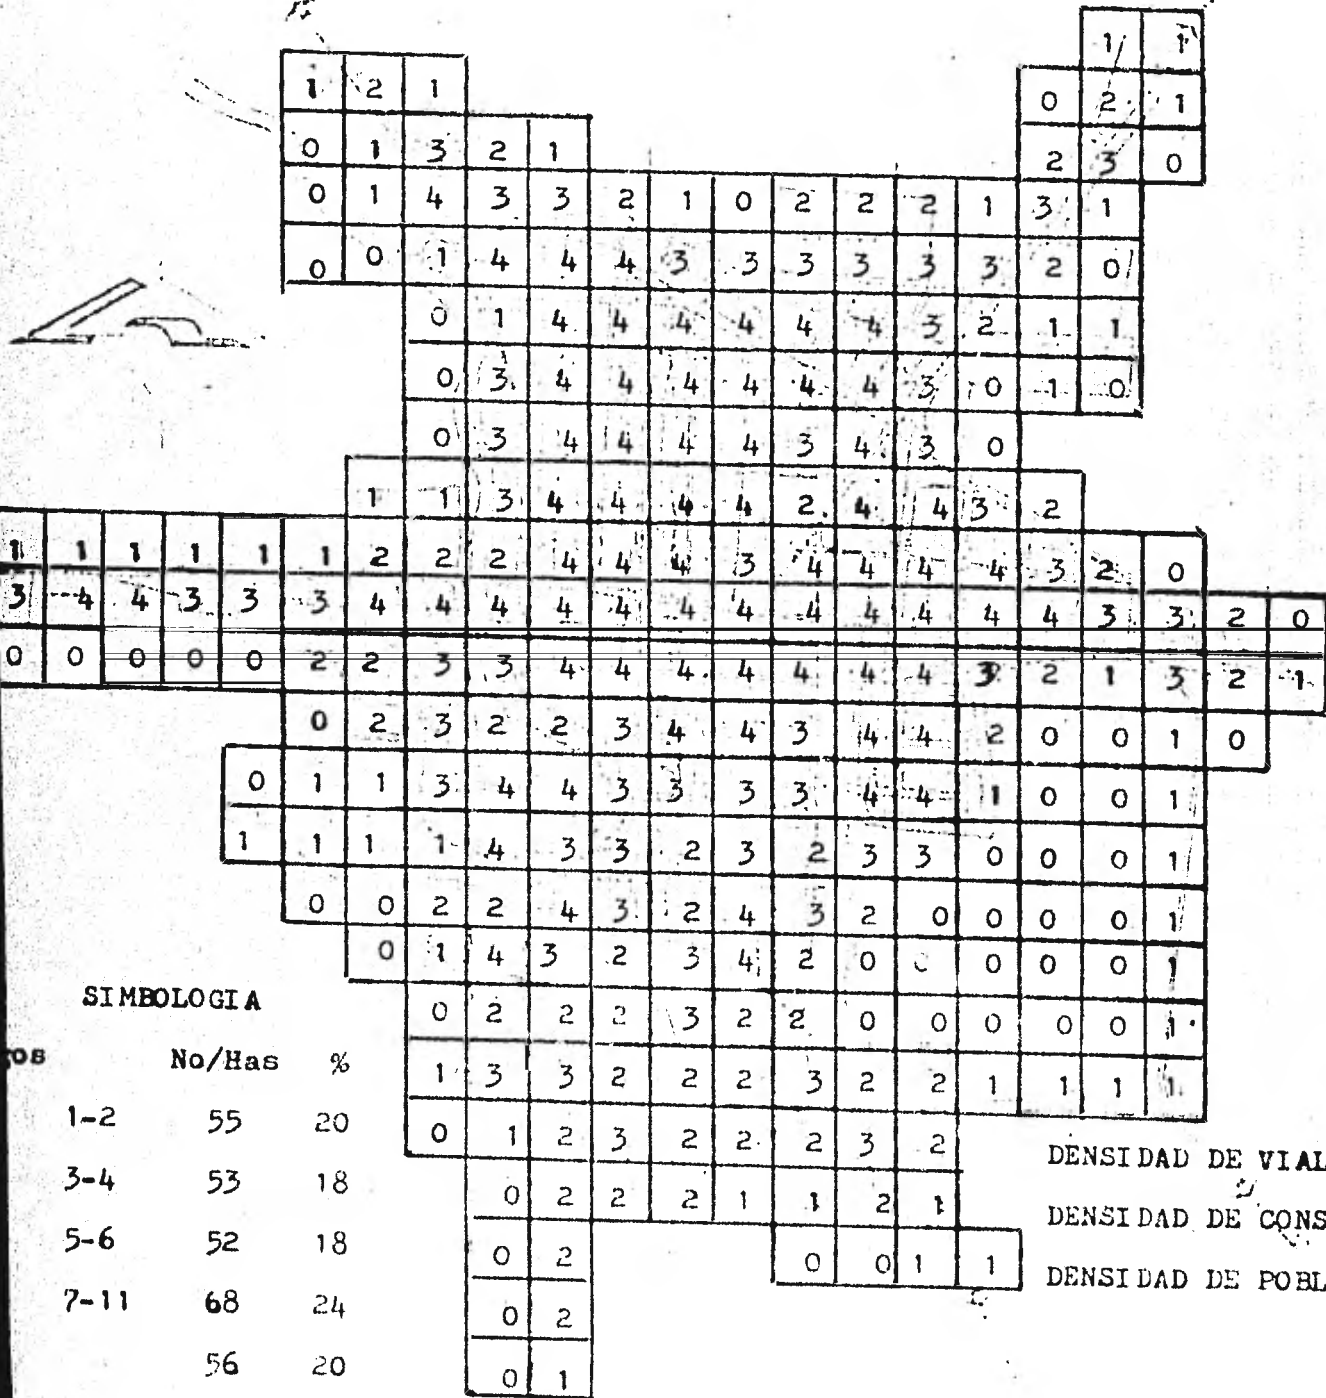 1 1
1 2 1 0 2 1
0 1 3 2 1 2 3 0
0 1 4 3 3 2 1 0 2 2 2 1 3 1
0 0 1 4 4 4 3 3 3 3 3 3 2 0
0 1 4 4 4 4 4 4 3 2 1 1
0 3 4 4 4 4 4 4 3 0 1 0
0 3 4 4 4 4 3 4 3 0
1 1 3 4 4 4 4 2 4 4 3 2
1 1 1 1 1 1 2 2 2 4 4 4 3 4 4 4 4 3 2 0
3 4 4 3 3 3 4 4 4 4 4 4 4 4 4 4 4 4 3 3 2 0
0 0 0 0 0 2 2 3 3 4 4 4 4 4 4 4 3 2 1 3 2 1
0 2 3 2 2 3 4 4 3 4 4 2 0 0 1 0
0 1 1 3 4 4 3 3 3 3 4 4 1 0 0 1
1 1 1 1 4 3 3 2 3 2 3 3 0 0 0 1
0 0 2 2 4 3 2 4 3 2 0 0 0 0 1
0 1 4 3 2 3 4 2 0 0 0 0 1
0 2 2 2 3 2 2 0 0 0 0 0 1
1 3 3 2 2 2 3 2 2 1 1 1 1
0 1 2 3 2 2 2 3 2
0 2 2 2 1 1 2 1
0 2 0 0 1 1
0 2
0 1
SIMBOLOGIA
No/Has %
1-2 55 20
3-4 53 18
5-6 52 18
7-11 68 24
56 20
DENSIDAD DE VIAL
DENSIDAD DE CONS
DENSIDAD DE POBL